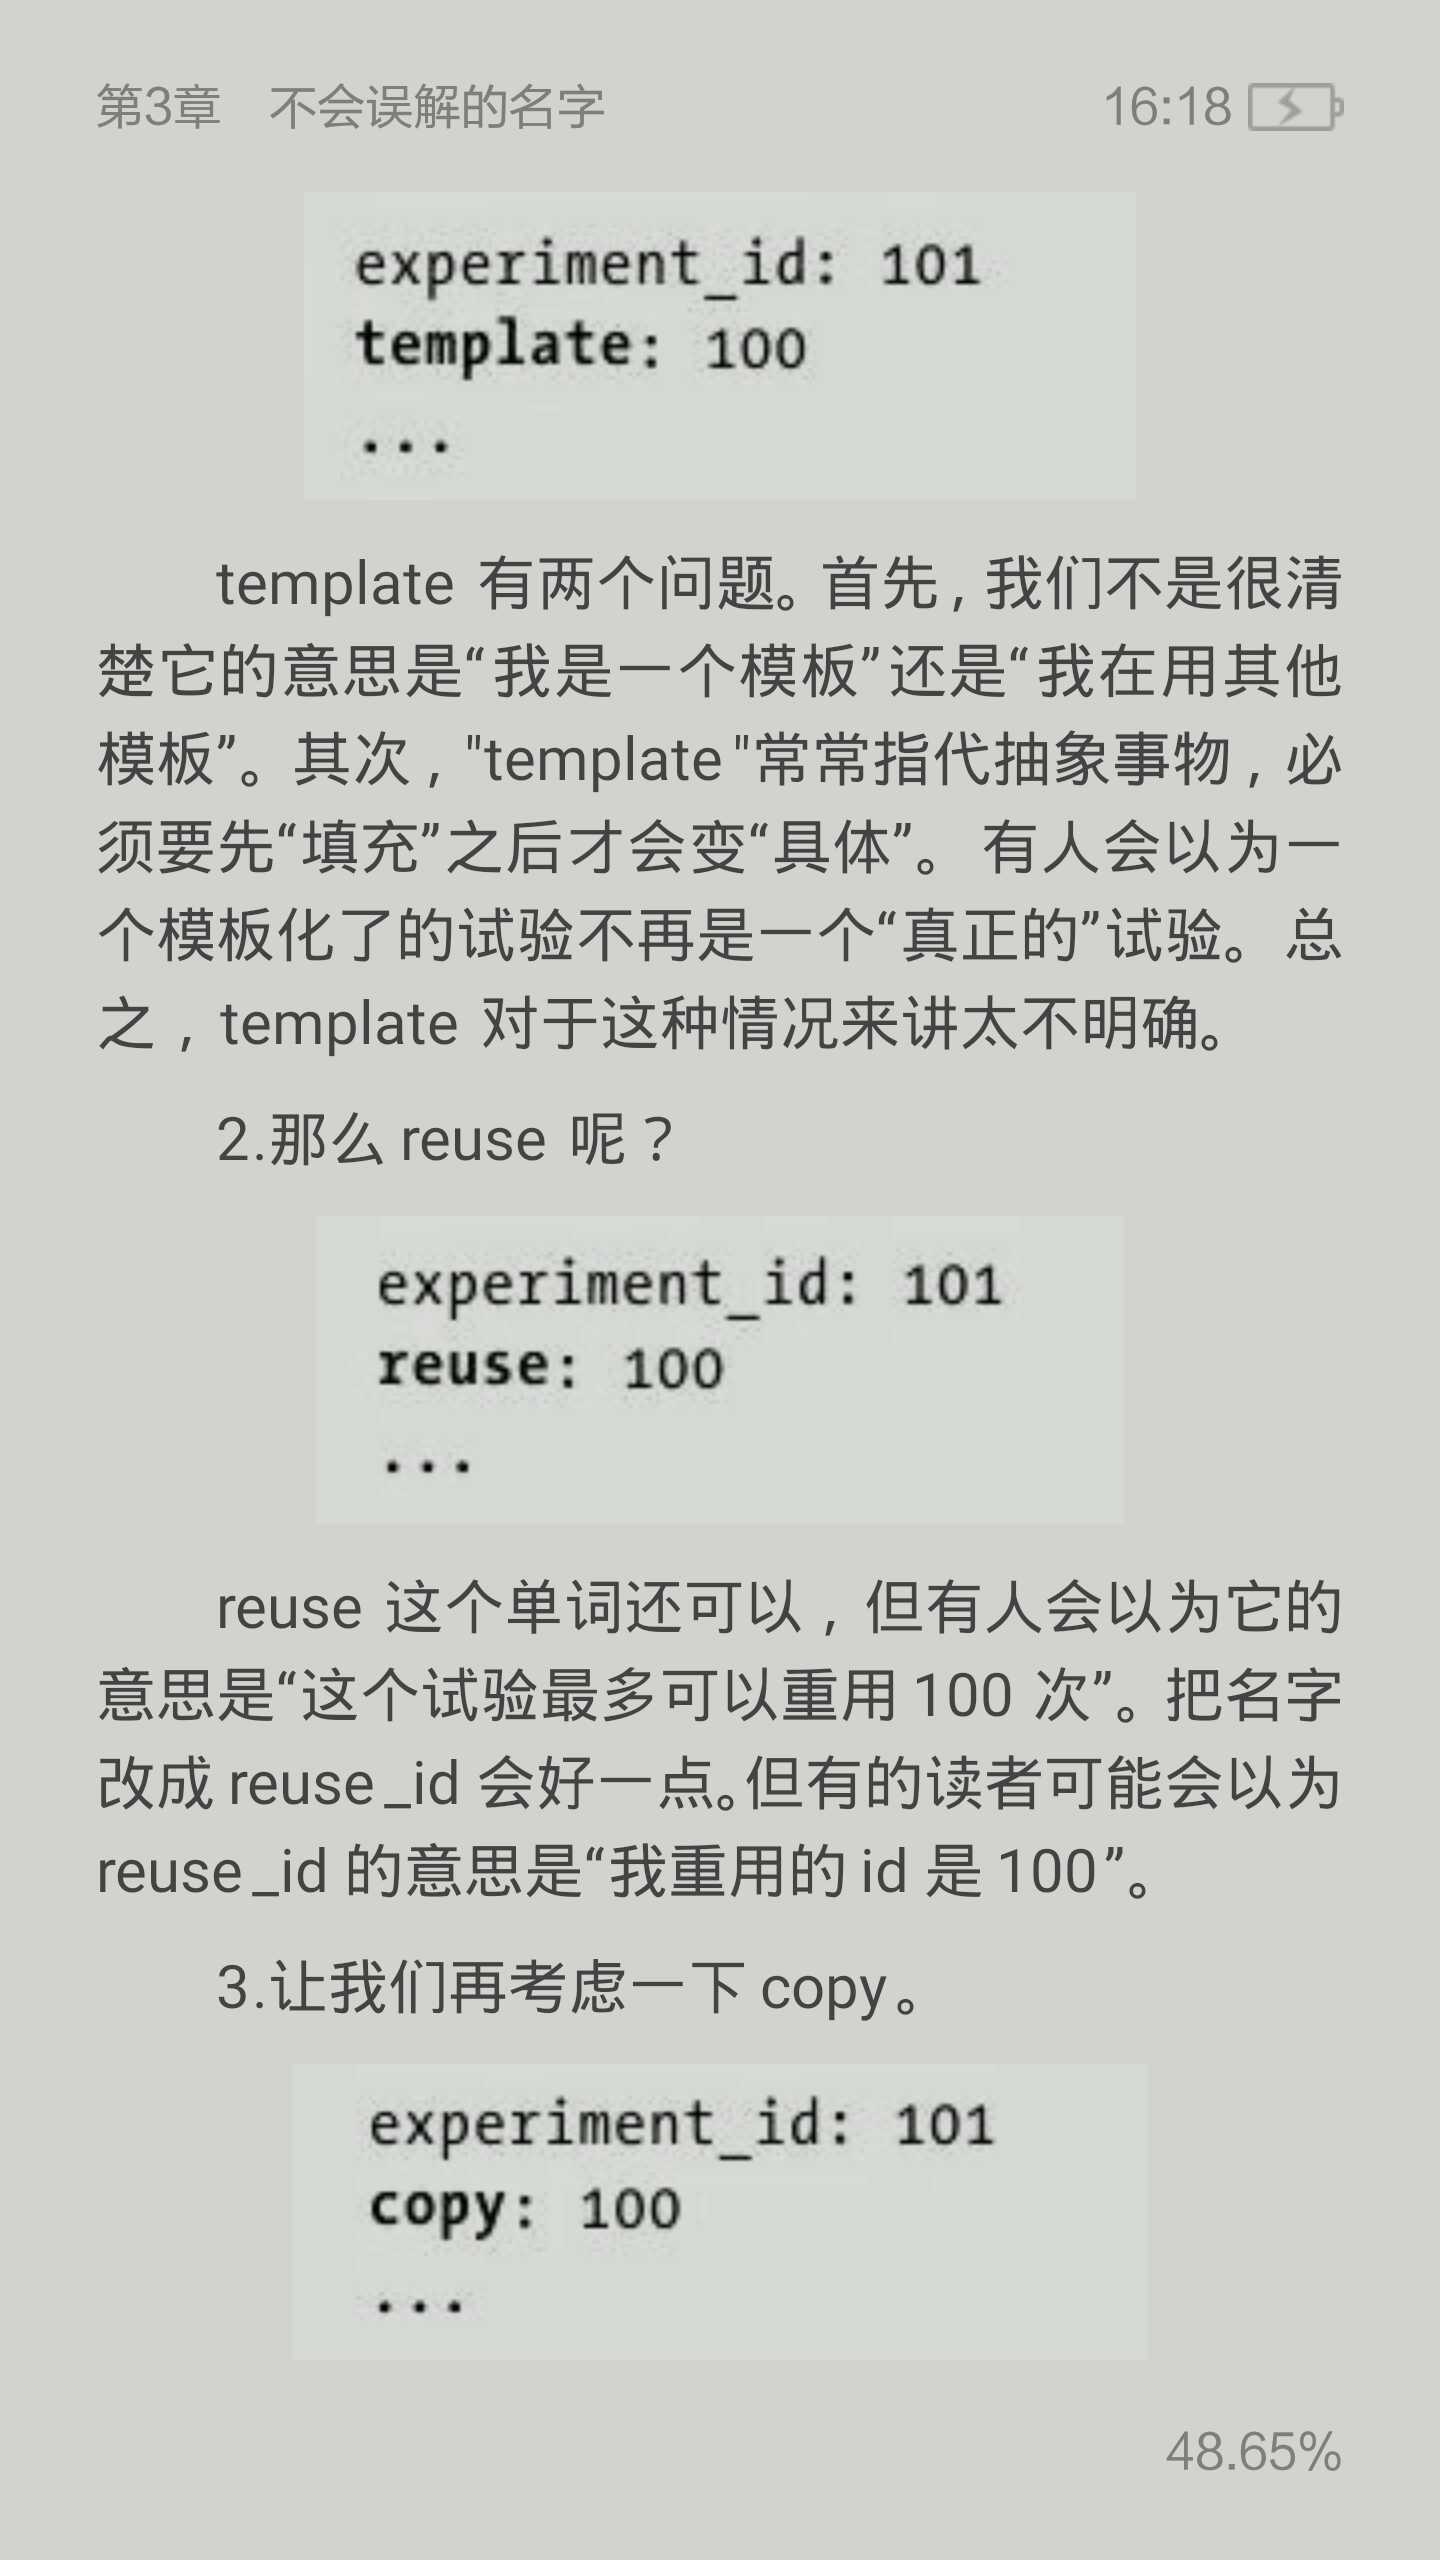 第3章　不会误解的名字
16:18
experiment_id: 101
template: 100
...
template 有两个问题。首先，我们不是很清
楚它的意思是“我是一个模板”还是“我在用其他
模板”。其次，"template"常常指代抽象事物，必
须要先“填充”之后才会变“具体”。有人会以为一
个模板化了的试验不再是一个“真正的”试验。总
之，template 对于这种情况来讲太不明确。
2.那么 reuse 呢？
experiment_id: 101
reuse: 100
...
reuse 这个单词还可以，但有人会以为它的
意思是“这个试验最多可以重用 100 次”。把名字
改成 reuse_id 会好一点。但有的读者可能会以为
reuse_id 的意思是“我重用的 id 是 100”。
3.让我们再考虑一下 copy。
experiment_id: 101
copy: 100
...
48.65%